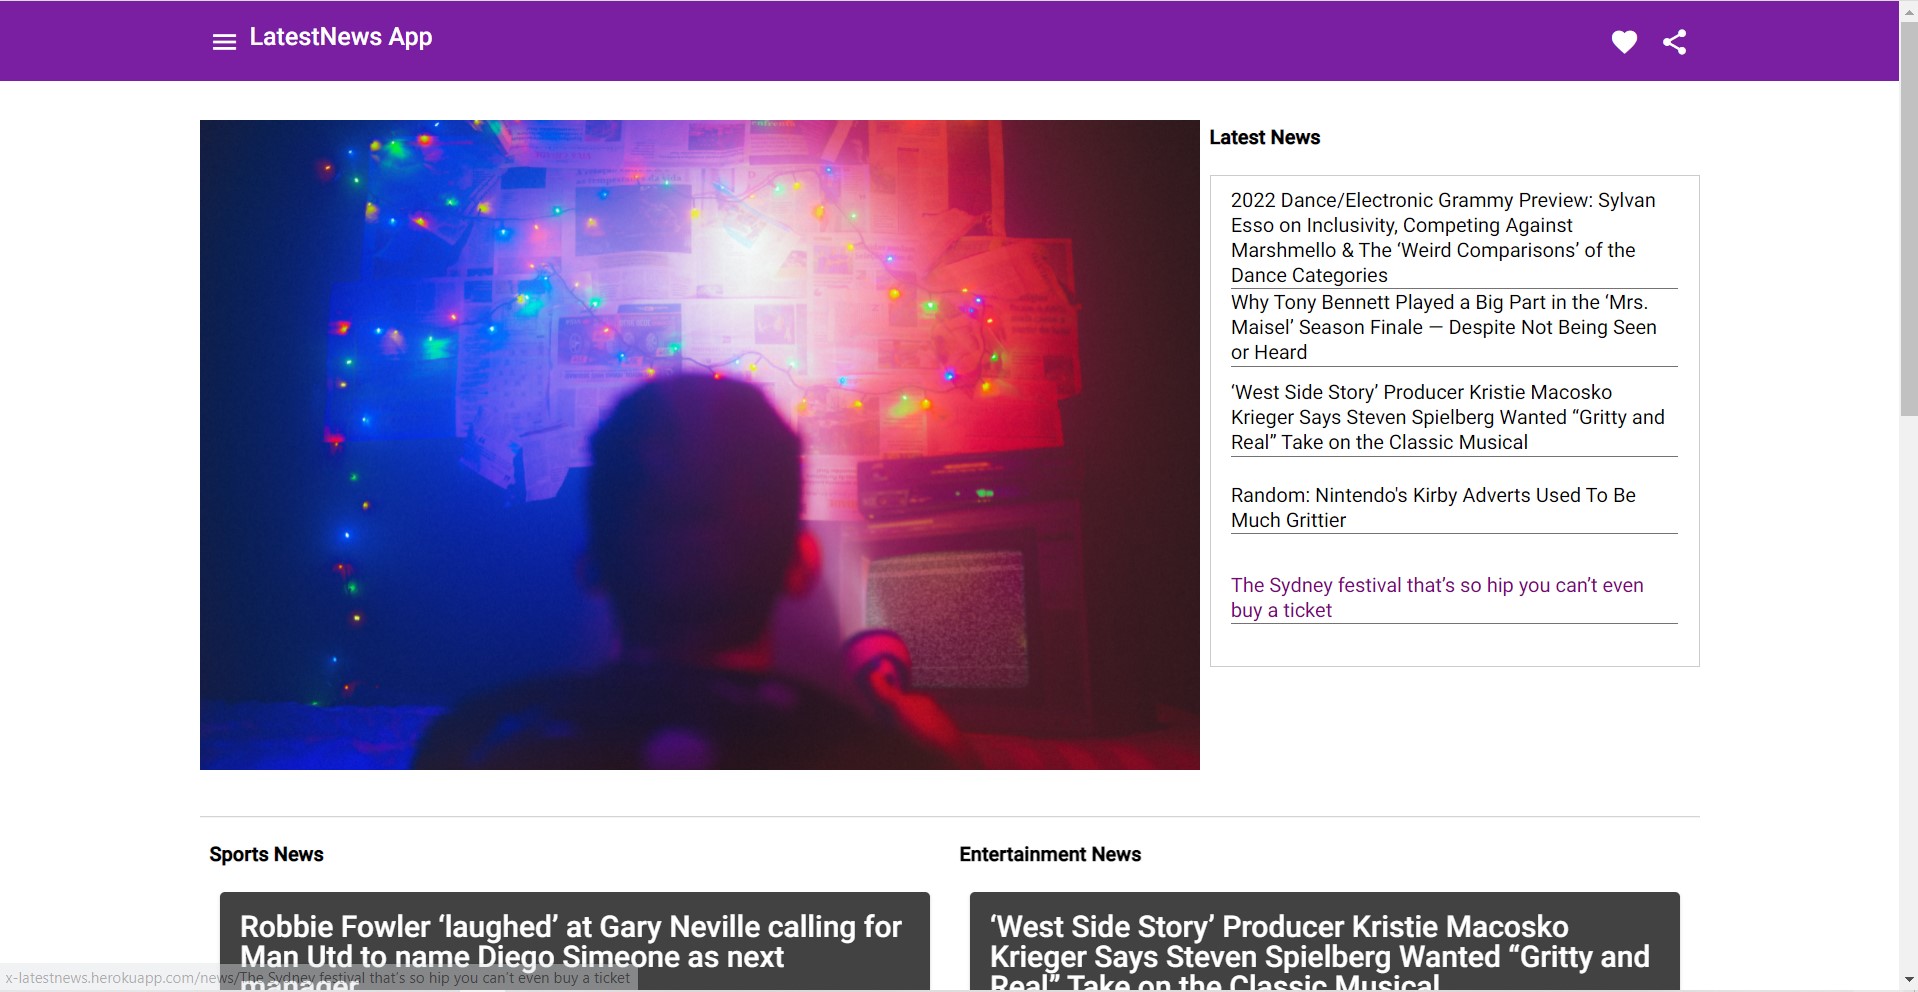 LatestNews App
Latest News
2022 Dance/Electronic Grammy Preview: Sylvan
Esso on Inclusivity, Competing Against
Marshmello & The ‘Weird Comparisons’ of the
Dance Categories
Why Tony Bennett Played a Big Part in the ‘Mrs.
Maisel’ Season Finale — Despite Not Being Seen
or Heard
‘West Side Story’ Producer Kristie Macosko
Krieger Says Steven Spielberg Wanted “Gritty and
Real” Take on the Classic Musical
Random: Nintendo's Kirby Adverts Used To Be
Much Grittier
The Sydney festival that’s so hip you can’t even
buy a ticket
Sports News
Robbie Fowler ‘laughed’ at Gary Neville calling for
Man Utd to name Diego Simeone as next
manager
Entertainment News
‘West Side Story’ Producer Kristie Macosko
Krieger Says Steven Spielberg Wanted “Gritty and
Real” Take on the Classic Musical
x-latestnews.herokuapp.com/news/The Sydney festival that’s so hip you can’t even buy a ticket